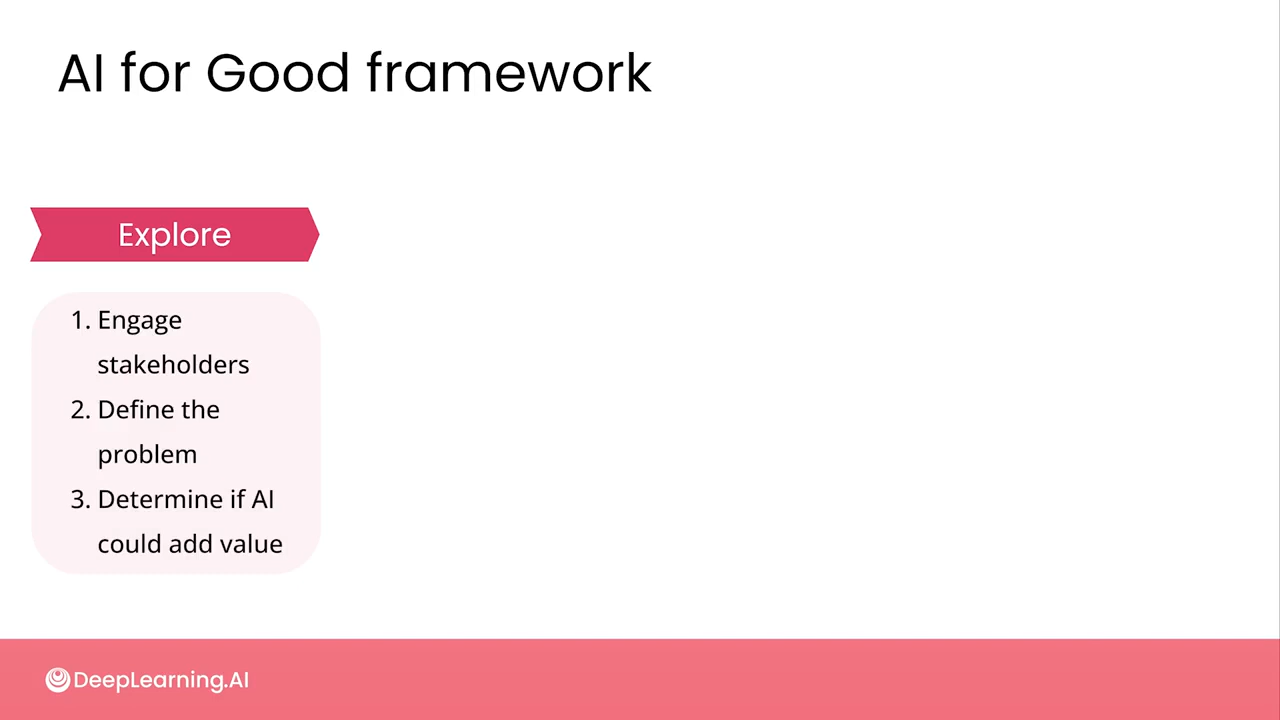 AI for Good framework
Explore
1. Engage
stakeholders
2. Define the
problem
3. Determine if AI
could add value
DeepLearning.AI